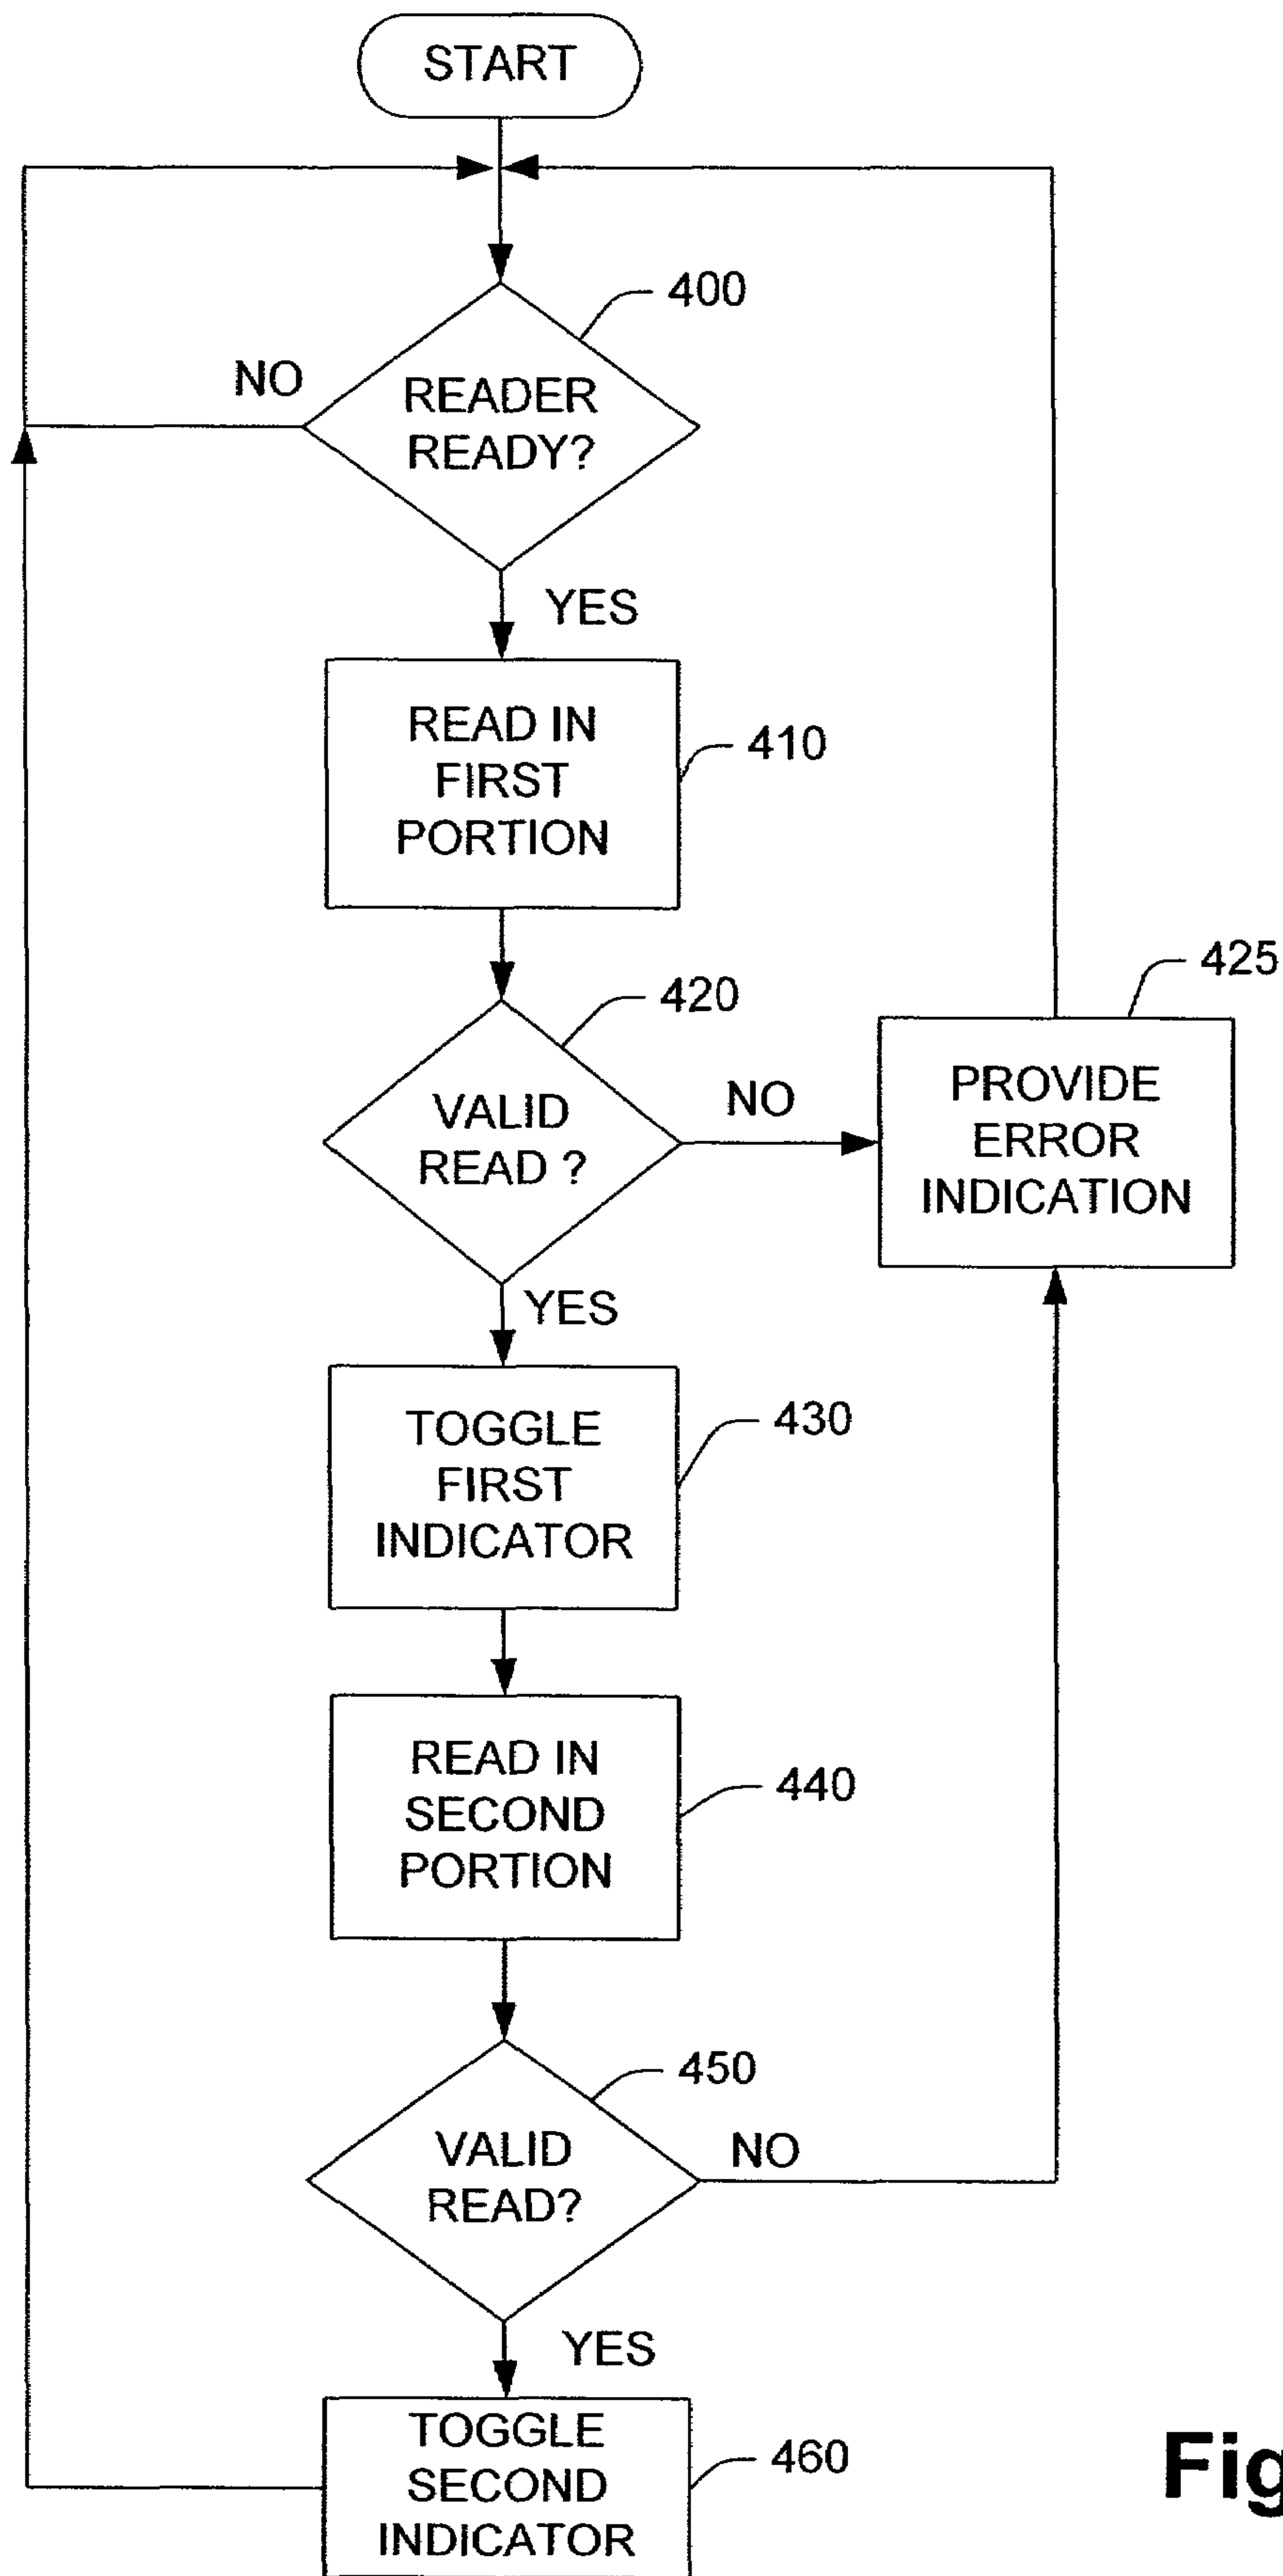 START
400
NO
READER
READY?
YES
READ IN
FIRST
PORTION
410
420
VALID
READ ?
NO
425
PROVIDE
ERROR
INDICATION
YES
TOGGLE
FIRST
INDICATOR
430
READ IN
SECOND
PORTION
440
450
VALID
READ?
NO
YES
TOGGLE
SECOND
INDICATOR
460